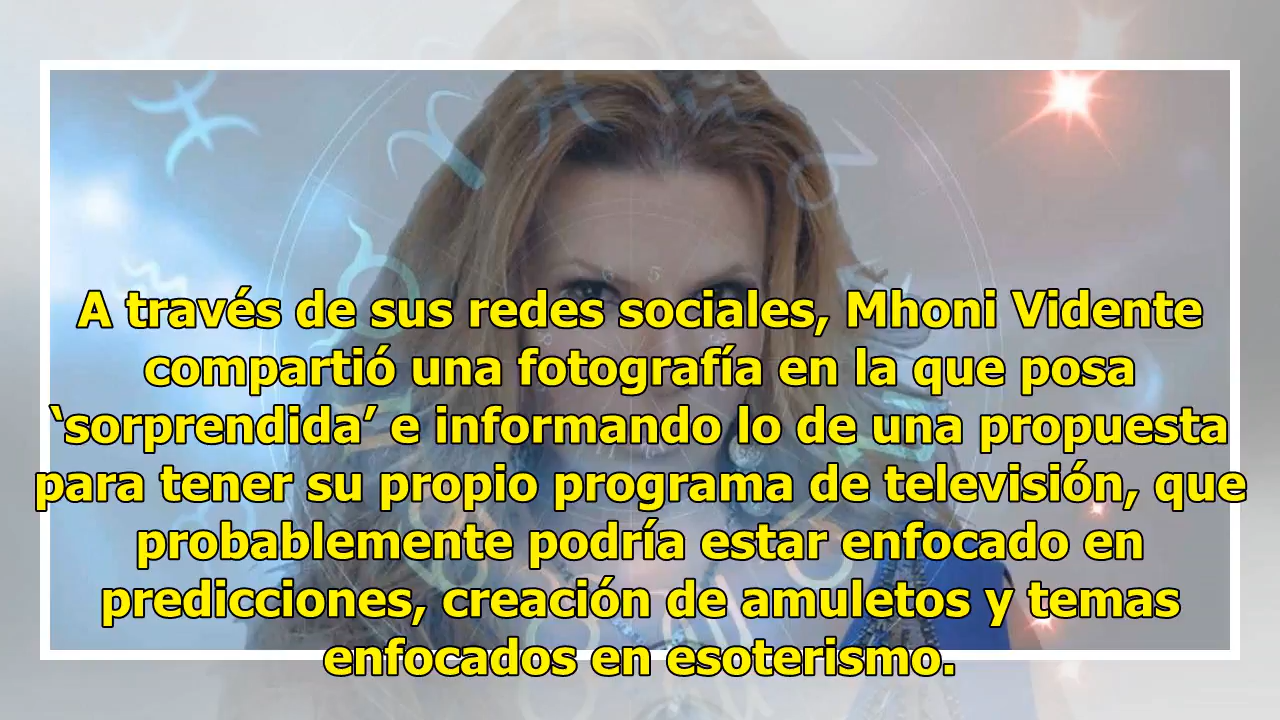 A través de sus redes sociales, Mhoni Vidente
compartió una fotografía en la que posa
‘sorprendida’ e informando lo de una propuesta
para tener su propio programa de televisión, que
probablemente podría estar enfocado en
predicciones, creación de amuletos y temas
enfocados en esoterismo.